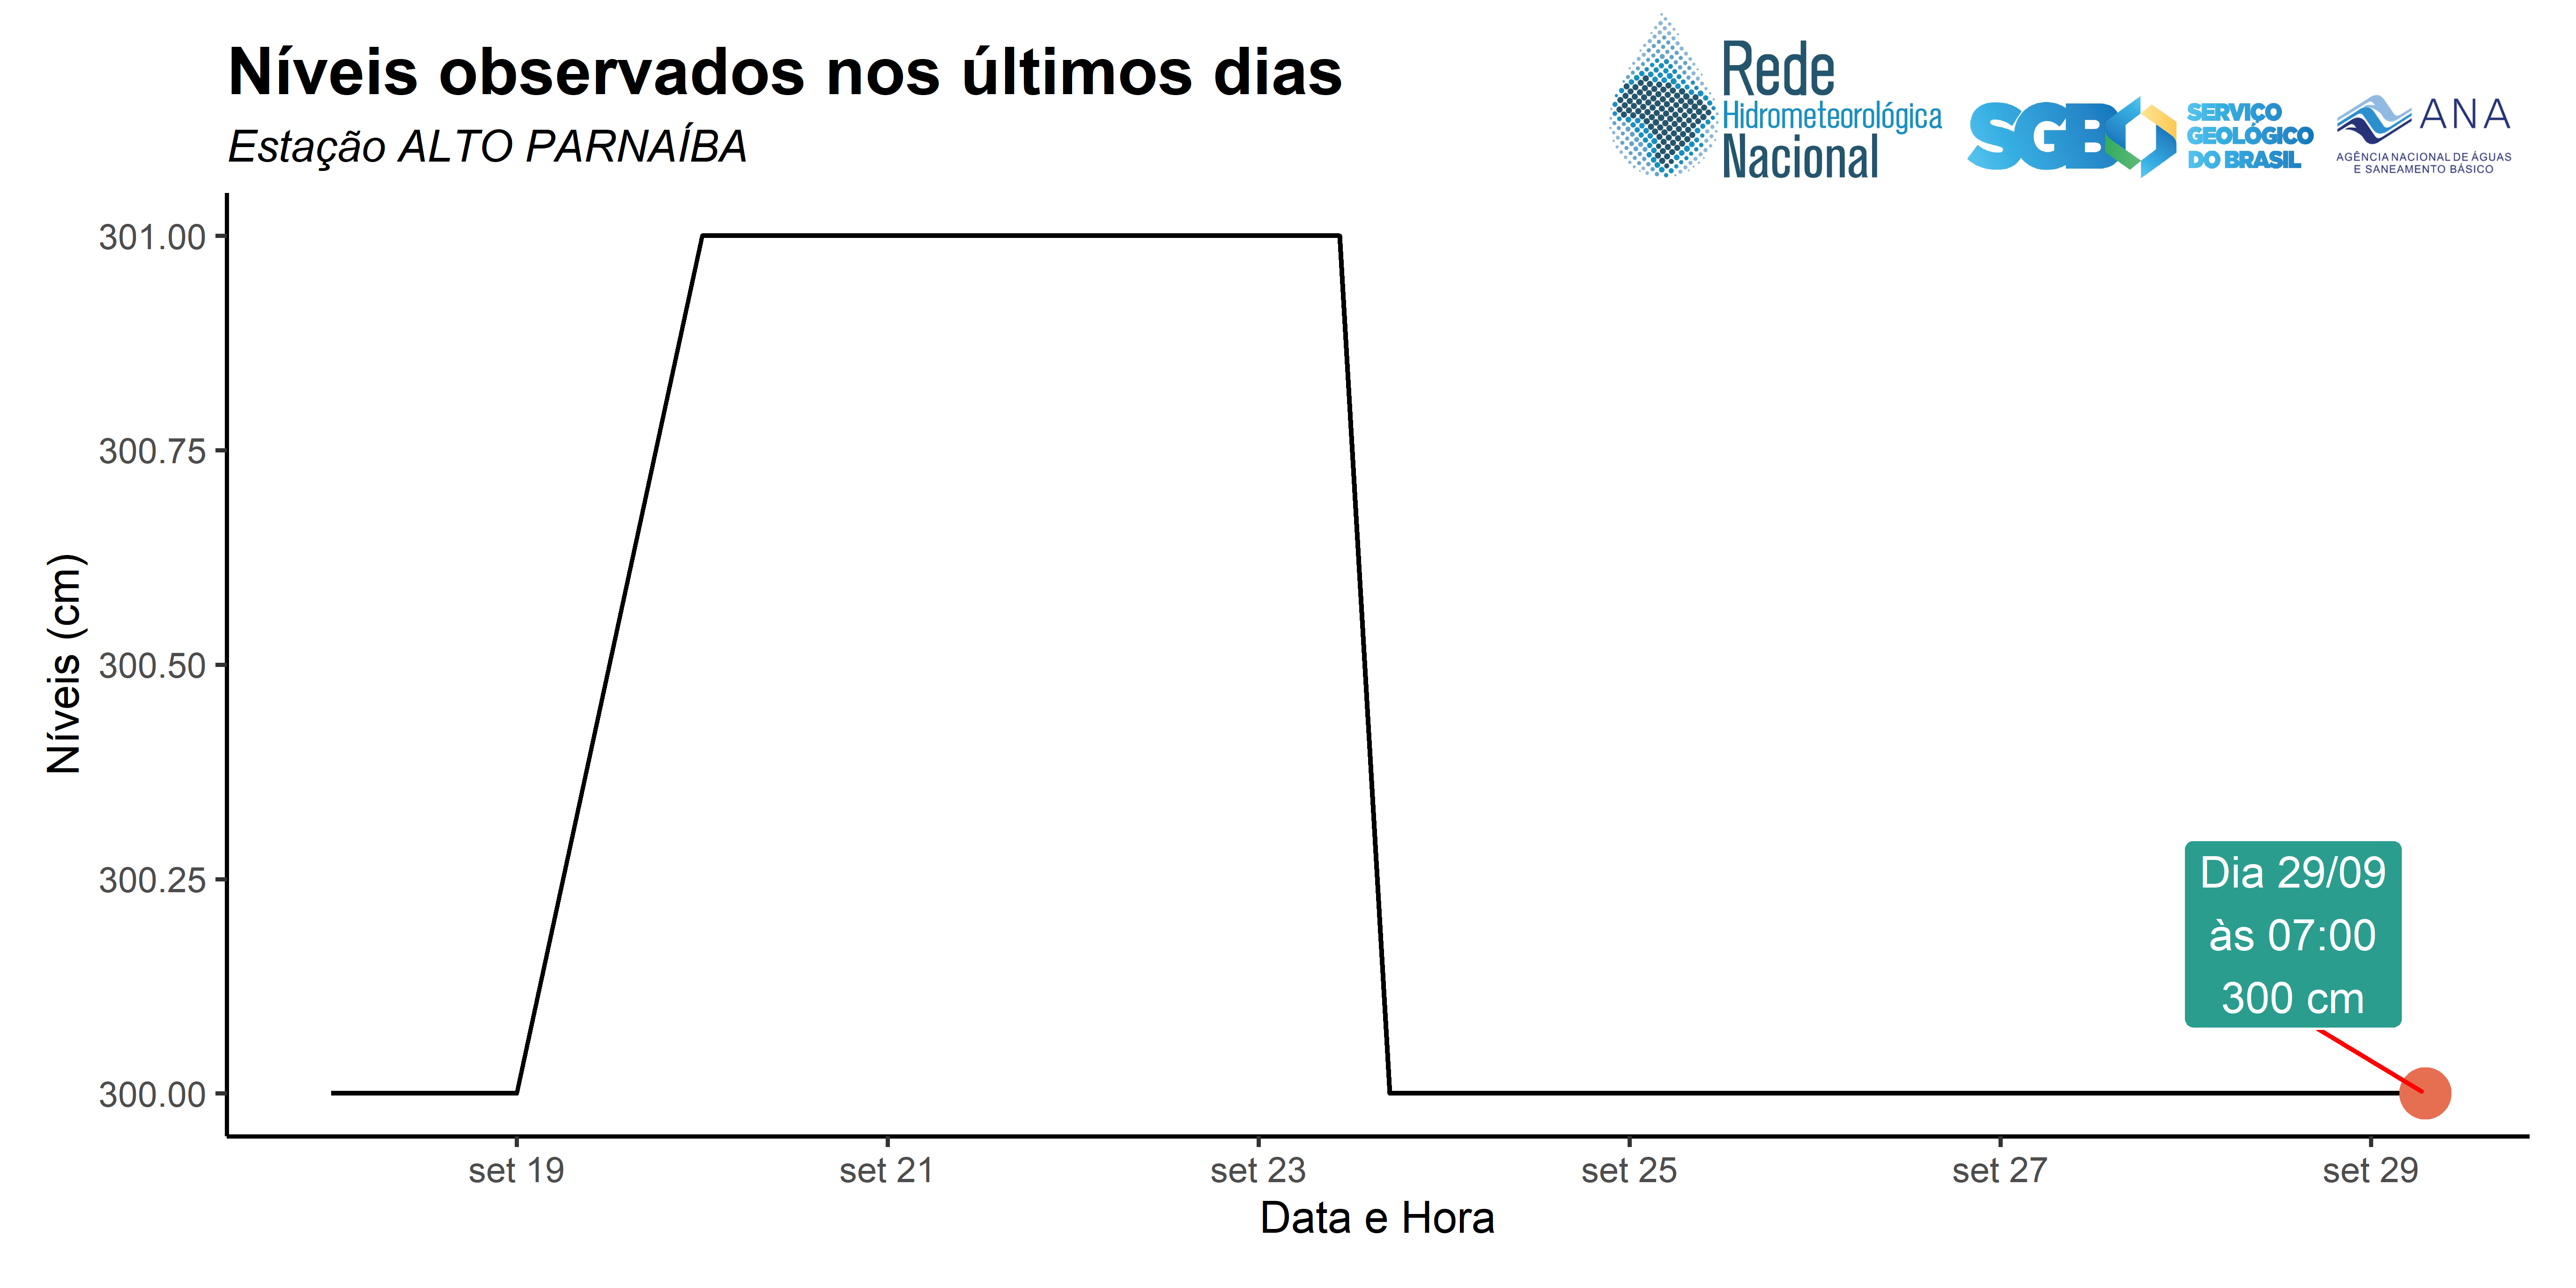 Níveis observados nos últimos dias
Estação ALTO PARNAÍBA
Rede
Hidrometeorológica
Nacional
SGB
SERVIÇO
GEOLÓGICO
DO BRASIL
ANA
AGÊNCIA NACIONAL DE ÁGUAS
E SANEAMENTO BÁSICO
Níveis (cm)
301.00
300.75
300.50
300.25
300.00
Dia 29/09
às 07:00
300 cm
set 19
set 21
set 23
set 25
set 27
set 29
Data e Hora